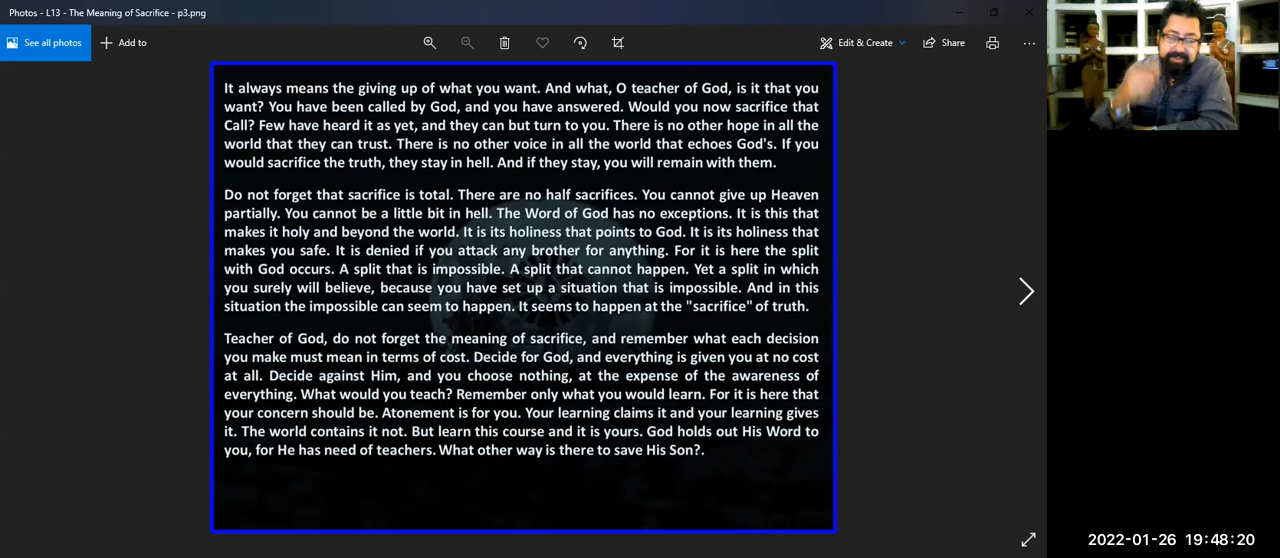 Photos - L13 - The Meaning of Sacrifice - p3.png
See all photos
Add to
Edit & Create
Share
It always means the giving up of what you want. And what, O teacher of God, is it that you
want? You have been called by God, and you have answered. Would you now sacrifice that
Call? Few have heard it as yet, and they can but turn to you. There is no other hope in all the
world that they can trust. There is no other voice in all the world that echoes God's. If you
would sacrifice the truth, they stay in hell. And if they stay, you will remain with them.
Do not forget that sacrifice is total. There are no half sacrifices. You cannot give up Heaven
partially. You cannot be a little bit in hell. The Word of God has no exceptions. It is this that
makes it holy and beyond the world. It is its holiness that points to God. It is its holiness that
makes you safe. It is denied if you attack any brother for anything. For it is here the split
with God occurs. A split that is impossible. A split that cannot happen. Yet a split in which
you surely will believe, because you have set up a situation that is impossible. And in this
situation the impossible can seem to happen. It seems to happen at the "sacrifice" of truth.
Teacher of God, do not forget the meaning of sacrifice, and remember what each decision
you make must mean in terms of cost. Decide for God, and everything is given you at no cost
at all. Decide against Him, and you choose nothing, at the expense of the awareness of
everything. What would you teach? Remember only what you would learn. For it is here that
your concern should be. Atonement is for you. Your learning claims it and your learning gives
it. The world contains it not. But learn this course and it is yours. God holds out His Word to
you, for He has need of teachers. What other way is there to save His Son?.
2022-01-26 19:48:20